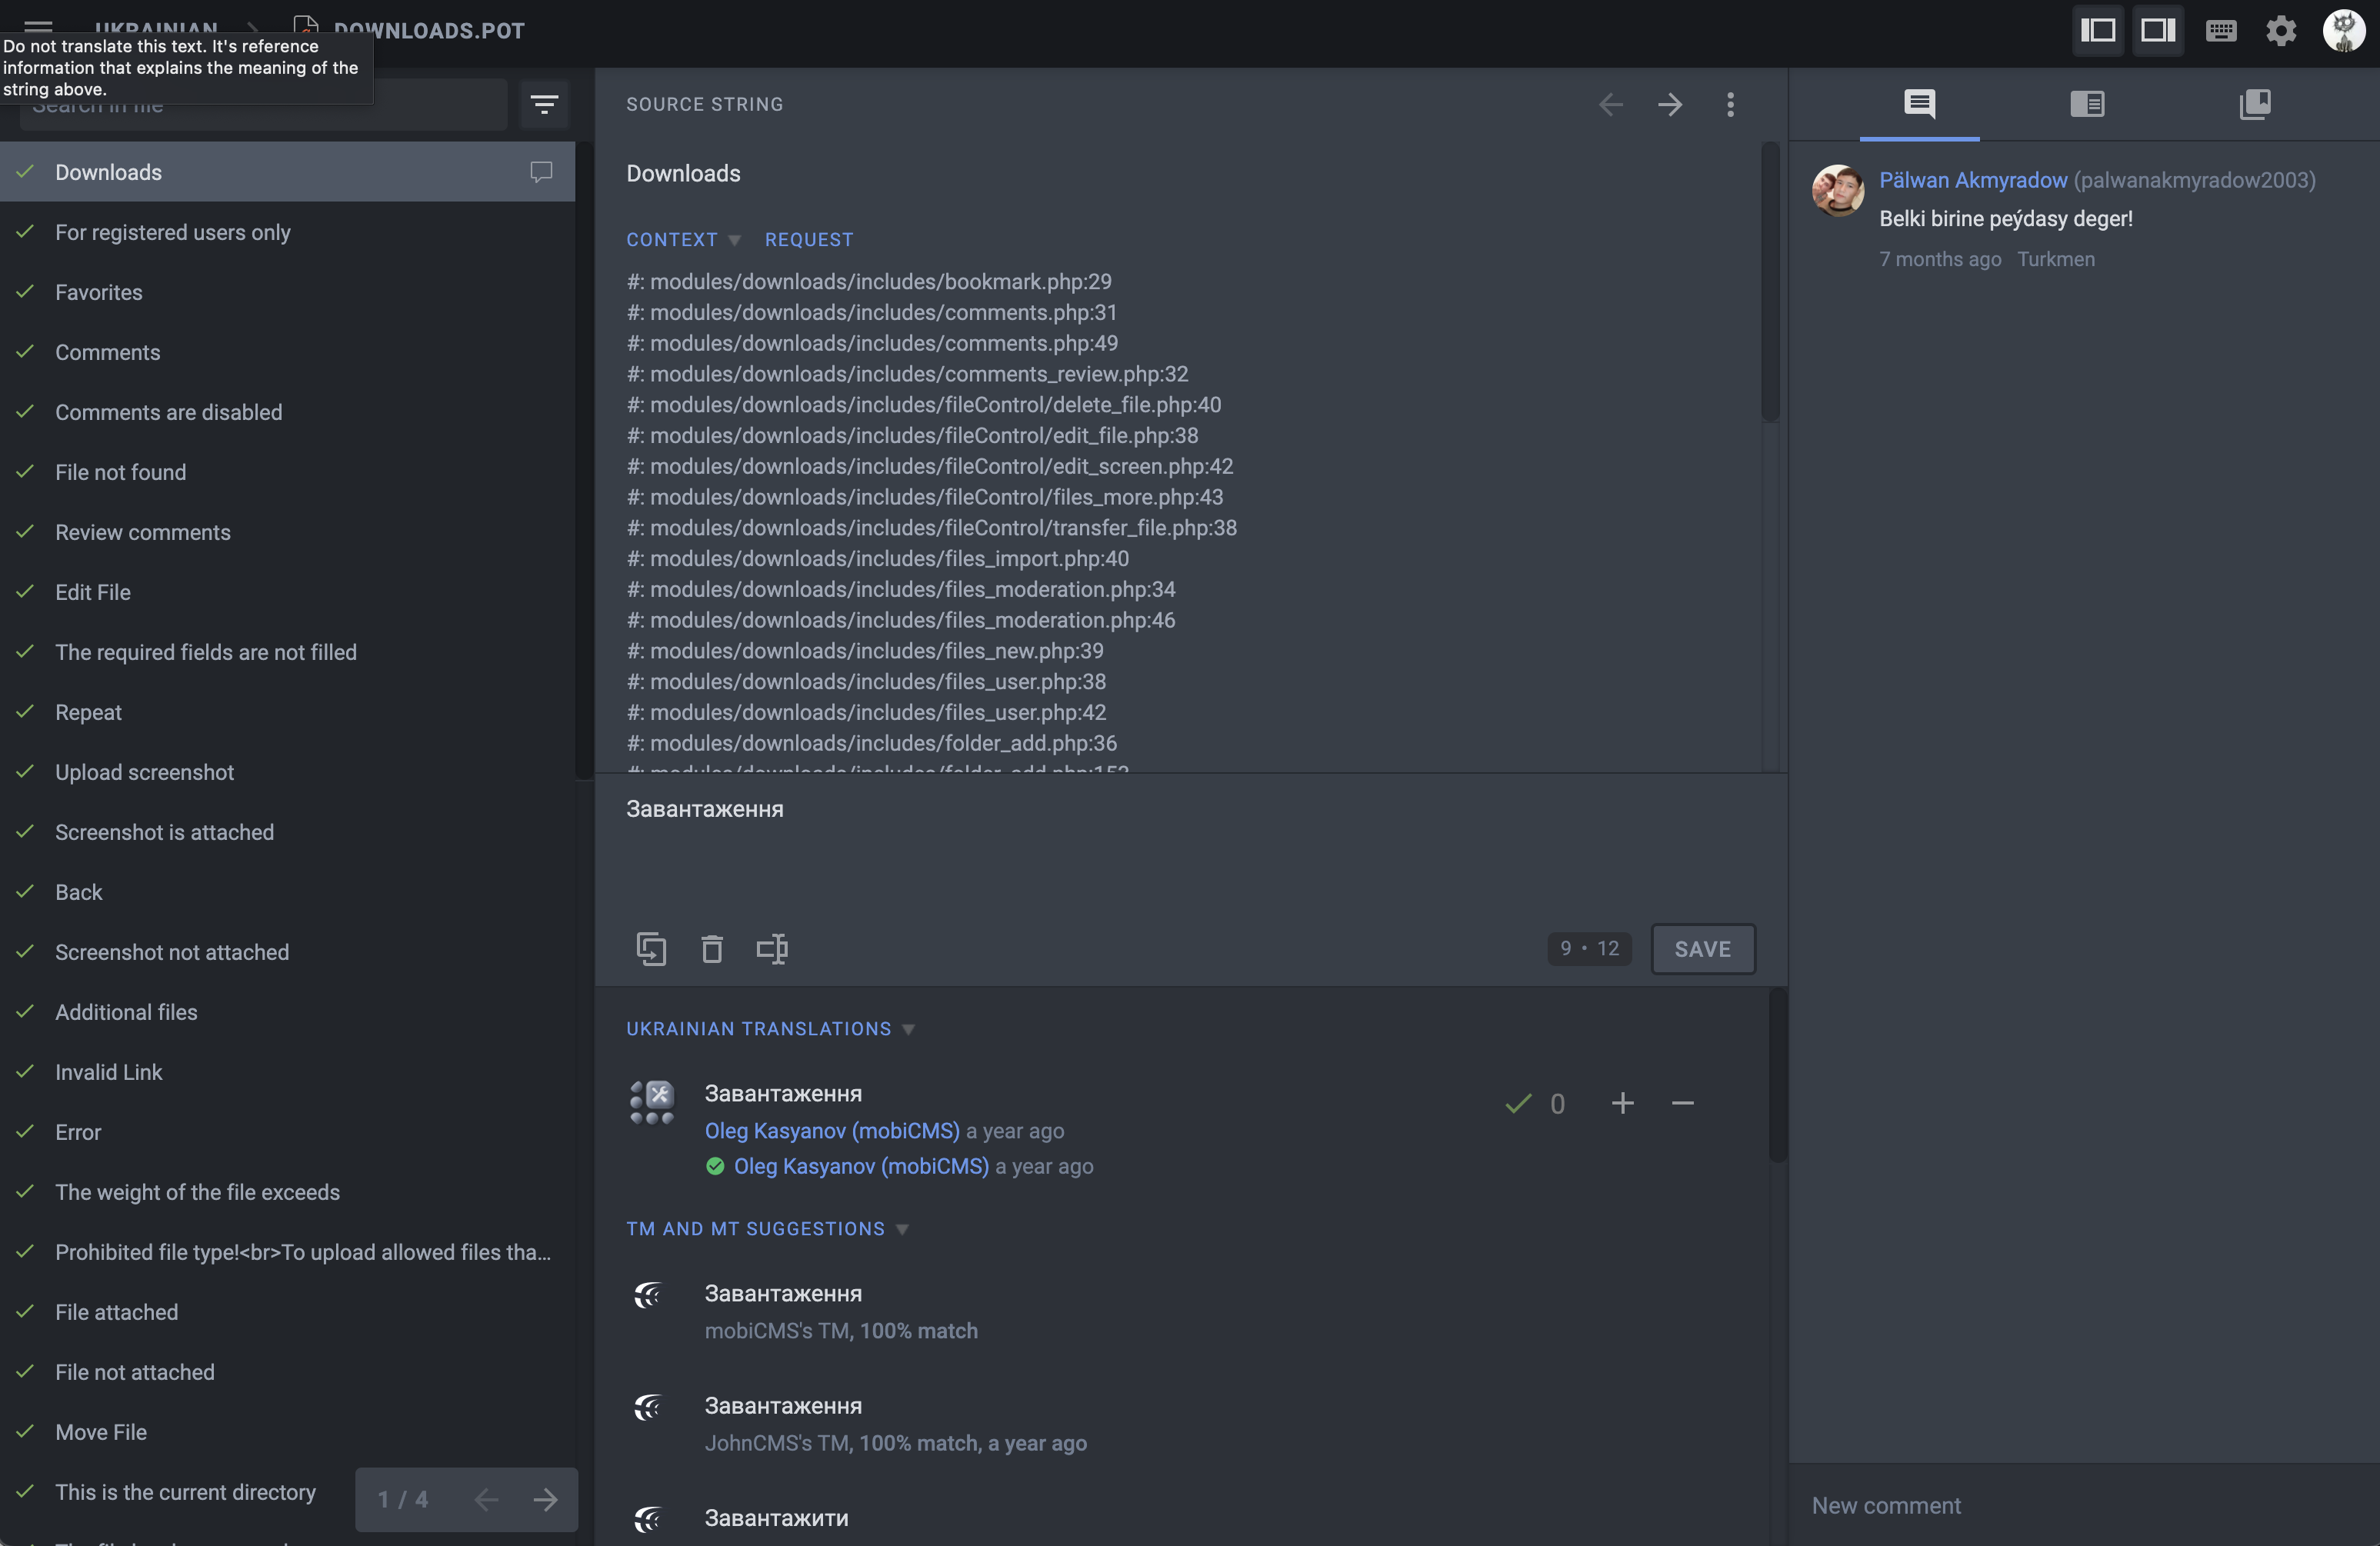 UKRAINIAN
DOWNLOADS.POT
Do not translate this text. It's reference
information that explains the meaning of the
string above.
Search in file
Downloads
For registered users only
Favorites
Comments
Comments are disabled
File not found
Review comments
Edit File
The required fields are not filled
Repeat
Upload screenshot
Screenshot is attached
Back
Screenshot not attached
Additional files
Invalid Link
Error
The weight of the file exceeds
Prohibited file type!<br>To upload allowed files tha...
File attached
File not attached
Move File
This is the current directory
1 / 4
SOURCE STRING
Downloads
CONTEXT REQUEST
#: modules/downloads/includes/bookmark.php:29
#: modules/downloads/includes/comments.php:31
#: modules/downloads/includes/comments.php:49
#: modules/downloads/includes/comments_review.php:32
#: modules/downloads/includes/fileControl/delete_file.php:40
#: modules/downloads/includes/fileControl/edit_file.php:38
#: modules/downloads/includes/fileControl/edit_screen.php:42
#: modules/downloads/includes/fileControl/files_more.php:43
#: modules/downloads/includes/fileControl/transfer_file.php:38
#: modules/downloads/includes/files_import.php:40
#: modules/downloads/includes/files_moderation.php:34
#: modules/downloads/includes/files_moderation.php:46
#: modules/downloads/includes/files_new.php:39
#: modules/downloads/includes/files_user.php:38
#: modules/downloads/includes/files_user.php:42
#: modules/downloads/includes/folder_add.php:36
#: modules/downloads/includes/folder_add.php:152
Завантаження
9 • 12
SAVE
UKRAINIAN TRANSLATIONS
Завантаження
0
Oleg Kasyanov (mobiCMS) a year ago
Oleg Kasyanov (mobiCMS) a year ago
TM AND MT SUGGESTIONS
Завантаження
mobiCMS's TM, 100% match
Завантаження
JohnCMS's TM, 100% match, a year ago
Завантажити
Pälwan Akmyradow (palwanakmyradow2003)
Belki birine peýdasy deger!
7 months ago Turkmen
New comment